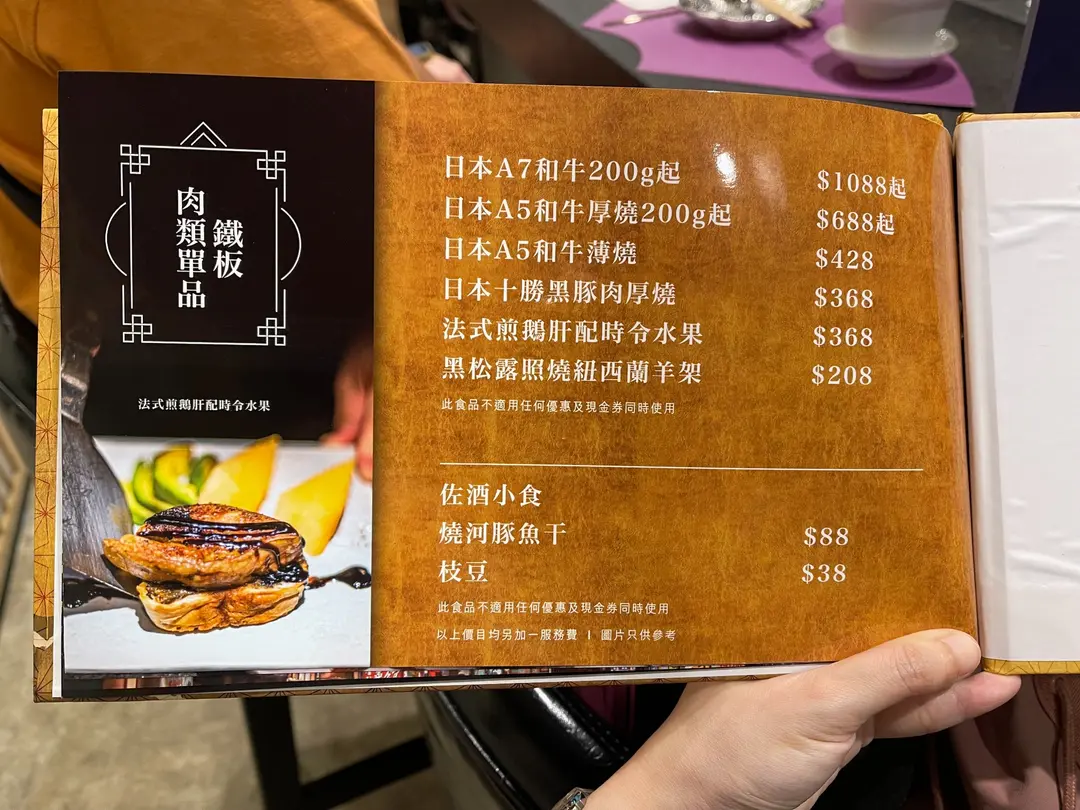 鐵板
肉類單品
法式煎鵝肝配時令水果
日本A7和牛200g起 $1088起
日本A5和牛厚燒200g起 $688起
日本A5和牛薄燒 $428
日本十勝黑豚肉厚燒 $368
法式煎鵝肝配時令水果 $368
黑松露照燒紐西蘭羊架 $208
此食品不適用任何優惠及現金券同時使用
佐酒小食
燒河豚魚干 $88
枝豆 $38
此食品不適用任何優惠及現金券同時使用
以上價目均另加一服務費 | 圖片只供參考